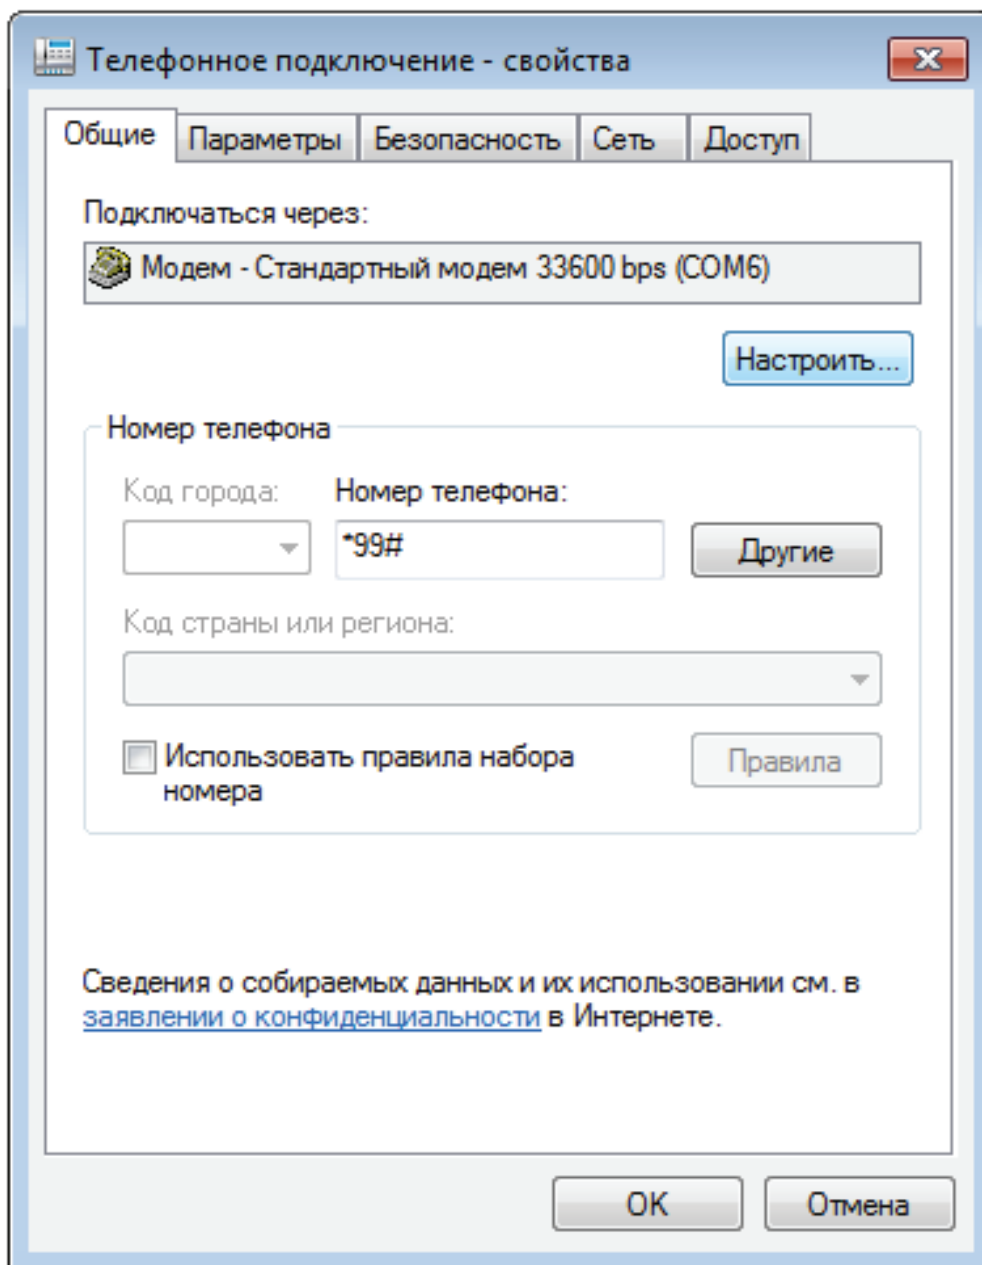 Телефонное подключение - свойства
Общие Параметры Безопасность Сеть Доступ
Подключаться через:
Модем - Стандартный модем 33600 bps (COM6)
Настроить...
Номер телефона
Код города: Номер телефона:
*99# Другие
Код страны или региона:
Использовать правила набора
номера
Правила
Сведения о собираемых данных и их использовании см. в
заявлении о конфиденциальности в Интернете.
OK Отмена